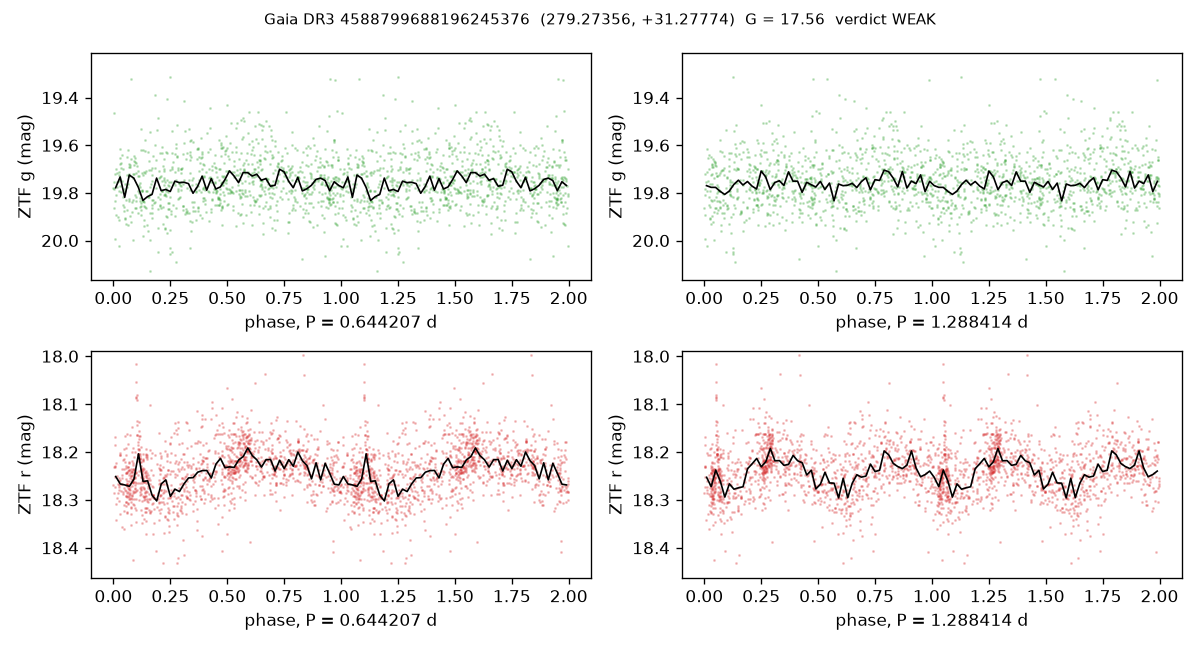 Gaia DR3 4588799688196245376 (279.27356, +31.27774) G = 17.56 verdict WEAK
ZTF g (mag)
19.4
19.6
19.8
20.0
0.00 0.25 0.50 0.75 1.00 1.25 1.50 1.75 2.00
phase, P = 0.644207 d
ZTF g (mag)
19.4
19.6
19.8
20.0
0.00 0.25 0.50 0.75 1.00 1.25 1.50 1.75 2.00
phase, P = 1.288414 d
ZTF r (mag)
18.0
18.1
18.2
18.3
18.4
0.00 0.25 0.50 0.75 1.00 1.25 1.50 1.75 2.00
phase, P = 0.644207 d
ZTF r (mag)
18.0
18.1
18.2
18.3
18.4
0.00 0.25 0.50 0.75 1.00 1.25 1.50 1.75 2.00
phase, P = 1.288414 d